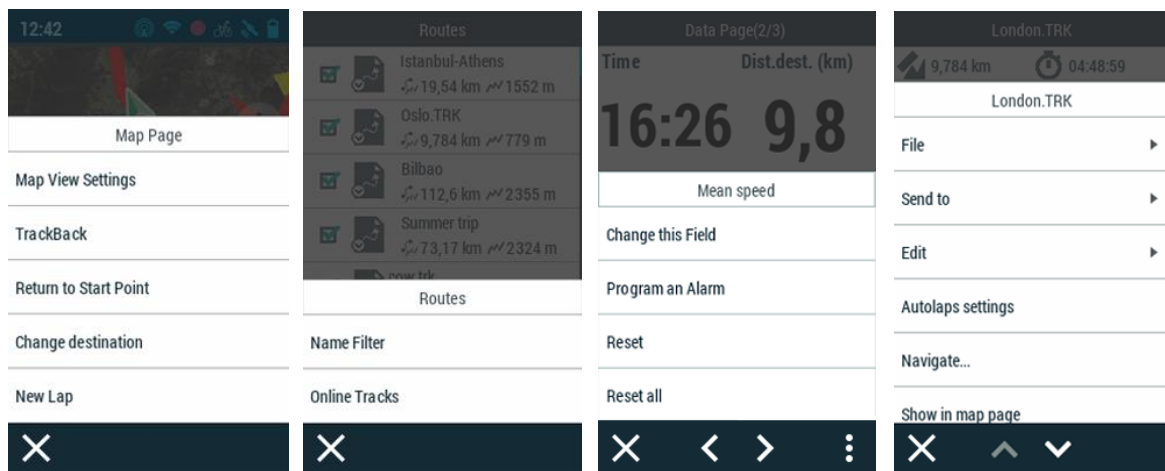 12:42
Map Page
Map View Settings
TrackBack
Return to Start Point
Change destination
New Lap
Routes
Istanbul-Athens
19,54 km 1552 m
Oslo.TRK
9,784 km 779 m
Bilbao
112,6 km 2355 m
Summer trip
73,17 km 2324 m
cow.trk
Routes
Name Filter
Online Tracks
Data Page(2/3)
Time Dist.dest. (km)
16:26 9,8
Mean speed
Change this Field
Program an Alarm
Reset
Reset all
London.TRK
9,784 km 04:48:59
London.TRK
File
Send to
Edit
Autolaps settings
Navigate...
Show in map page